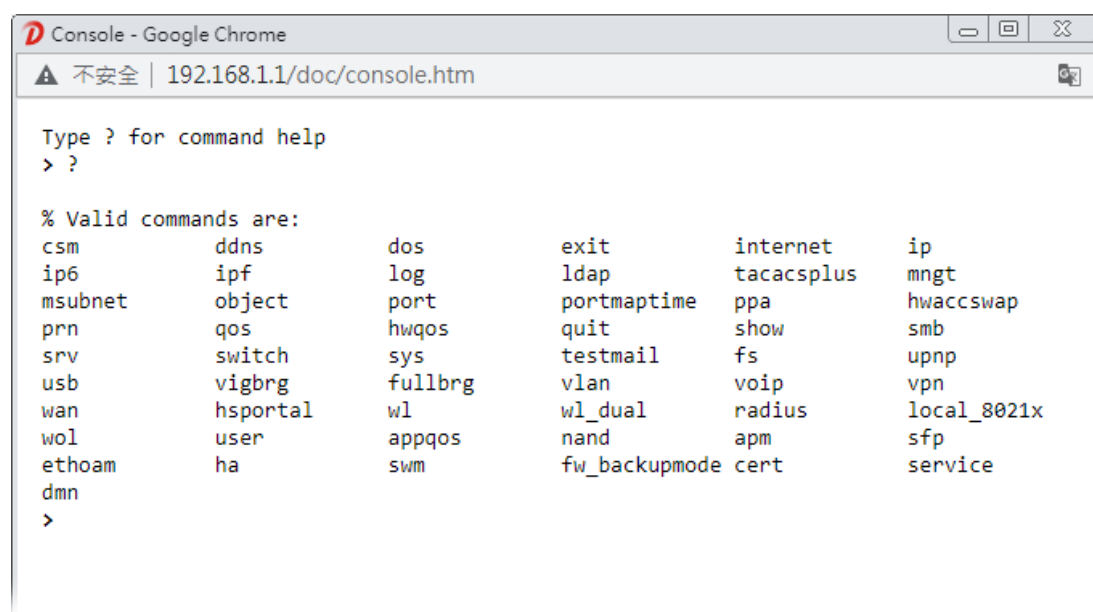 Console - Google Chrome
不安全 | 192.168.1.1/doc/console.htm
Type ? for command help
> ?
% Valid commands are:
csm ddns dos exit internet ip
ip6 ipf log ldap tacacsplus mngt
msubnet object port portmaptime ppa hwaccswap
prn qos hwqos quit show smb
srv switch sys testmail fs upnp
usb vigbrg fullbrg vlan voip vpn
wan hsportal wl wl_dual radius local_8021x
wol user appqos nand apm sfp
ethoam ha swm fw_backupmode cert service
dmn
>